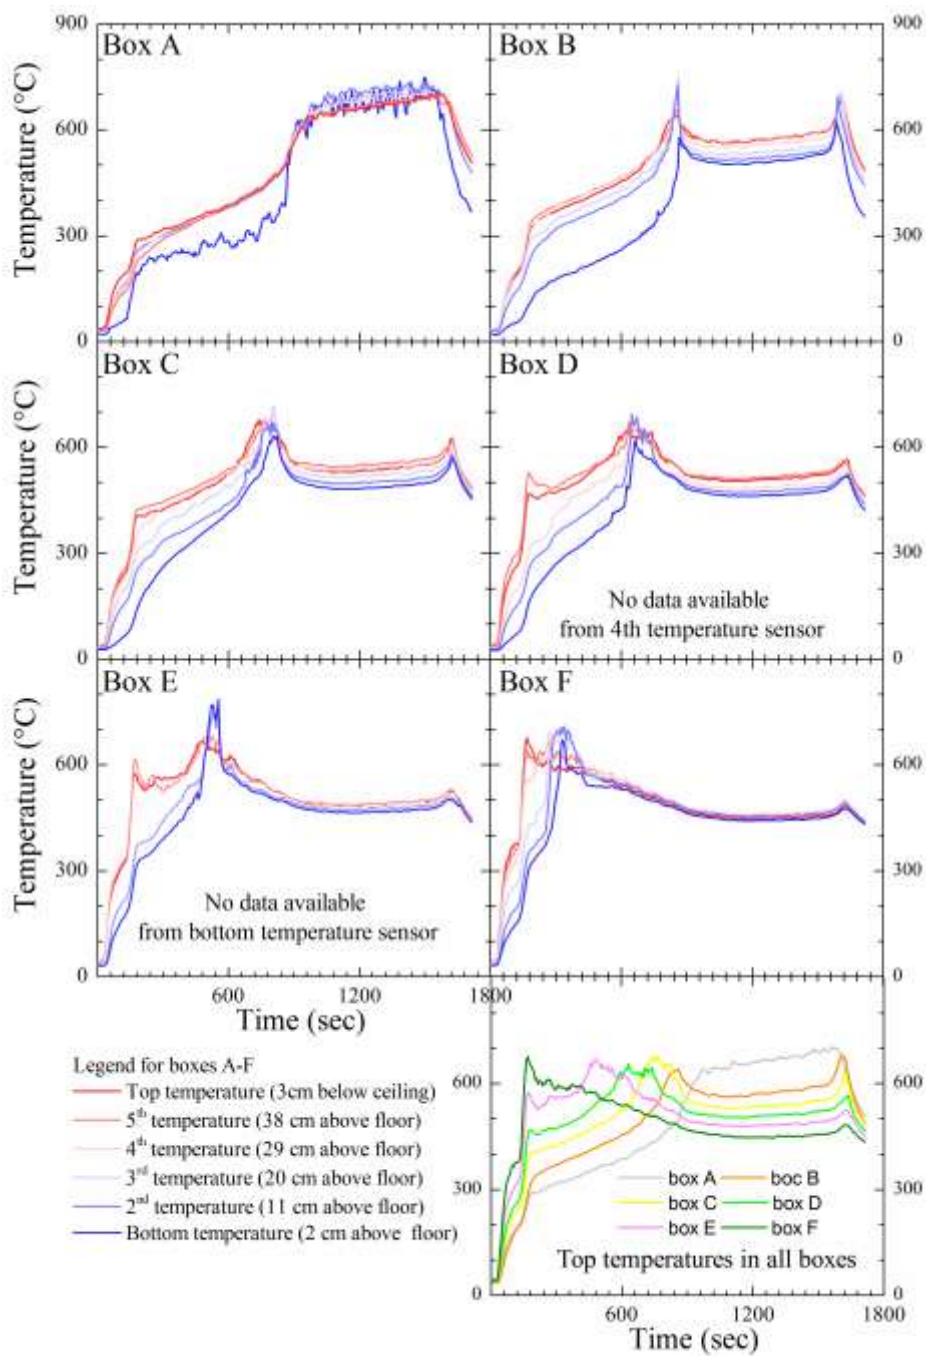 900
Box A
Box B
900
Temperature (°C)
600
600
300
300
0
0
Box C
Box D
Temperature (°C)
600
600
300
300
No data available
from 4th temperature sensor
0
0
Box E
Box F
Temperature (°C)
600
600
300
300
No data available
from bottom temperature sensor
0
0
600
1200
1800
Time (sec)
Legend for boxes A-F
Top temperature (3cm below ceiling)
5th temperature (38 cm above floor)
4th temperature (29 cm above floor)
3rd temperature (20 cm above floor)
2nd temperature (11 cm above floor)
Bottom temperature (2 cm above floor)
600
300
0
box A
boc B
box C
box D
box E
box F
Top temperatures in all boxes
600
1200
1800
Time (sec)